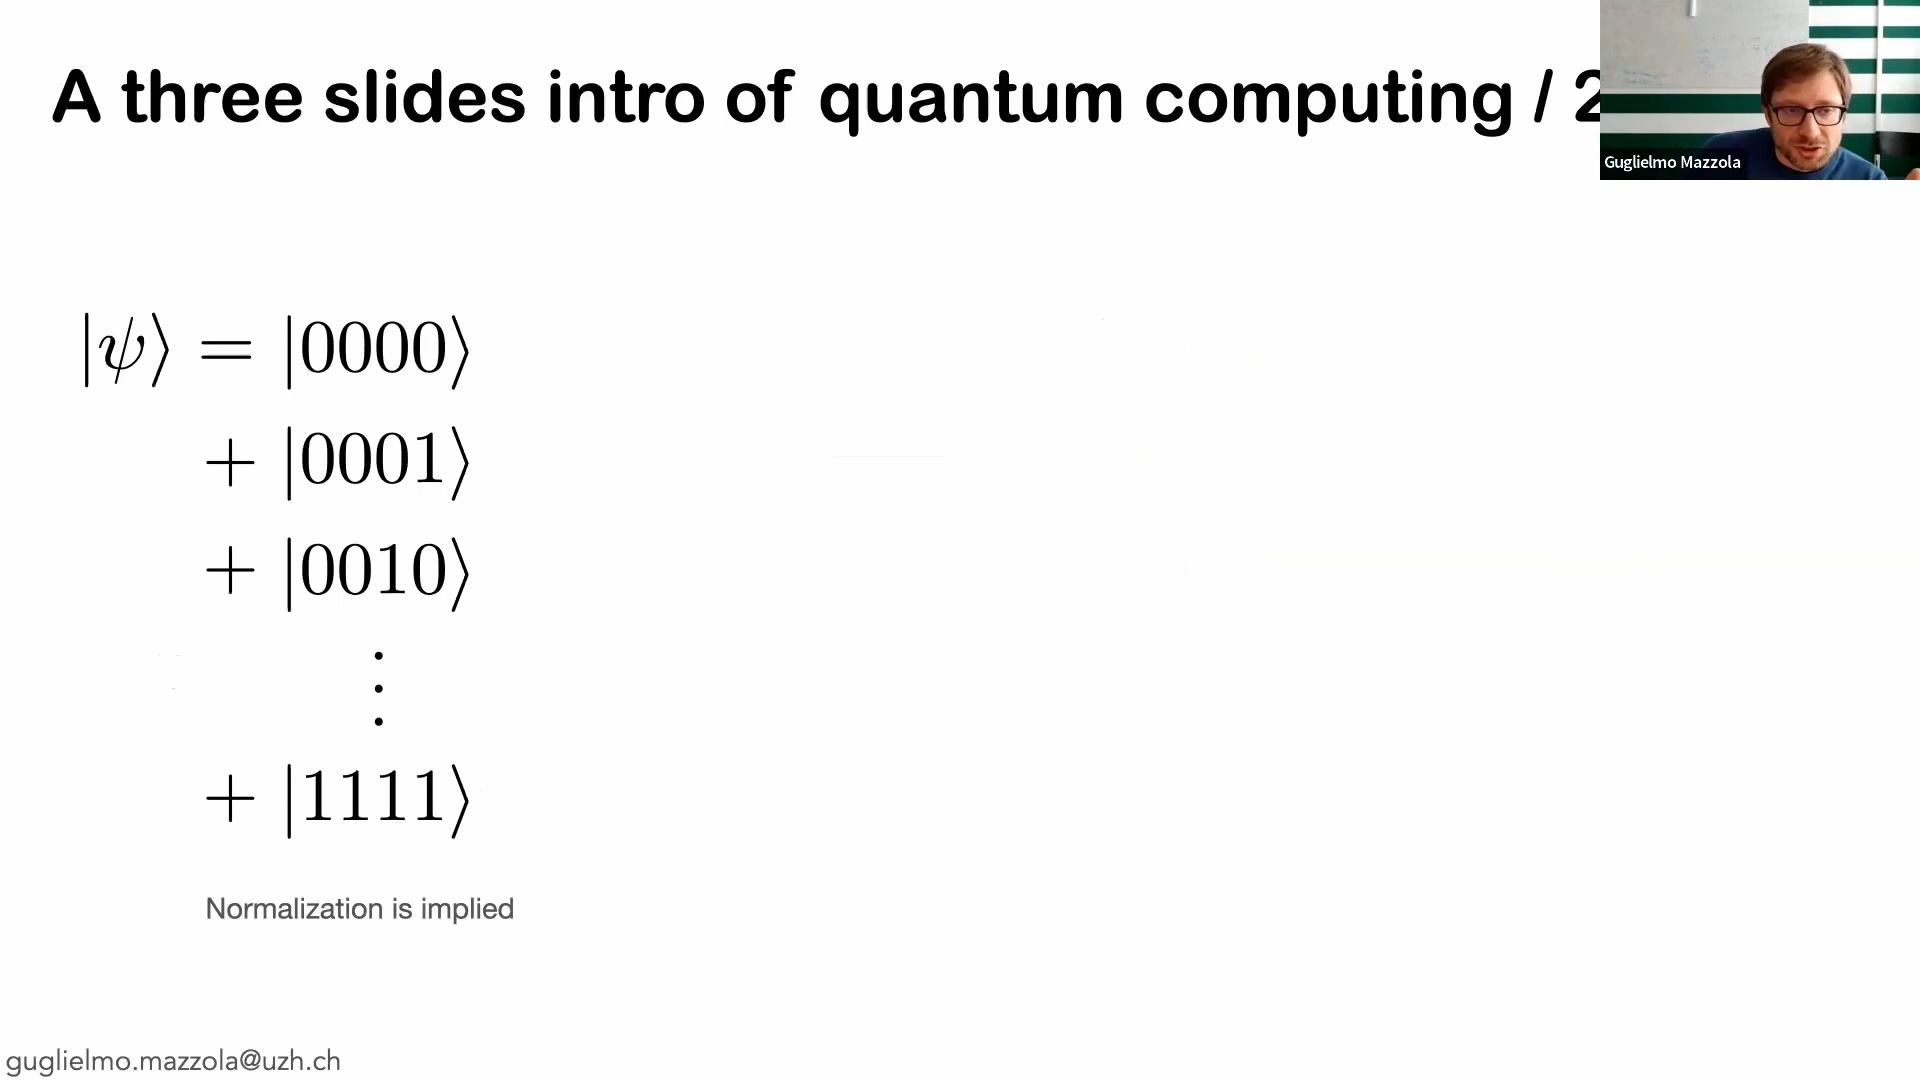 A three slides intro of quantum computing / 2
Guglielmo Mazzola
|ψ⟩ = |0000⟩
+ |0001⟩
+ |0010⟩
⋮
+ |1111⟩
Normalization is implied
guglielmo.mazzola@uzh.ch